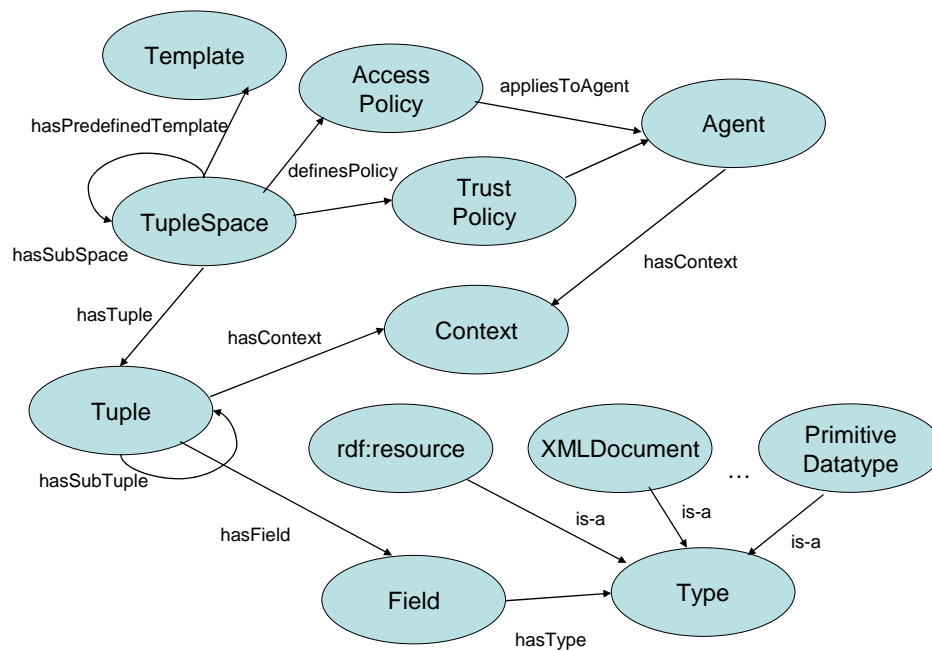 Template
Access
Policy
appliesToAgent
Agent
hasPredefinedTemplate
definesPolicy
Trust
Policy
TupleSpace
hasSubSpace
hasContext
hasTuple
hasContext
Context
Tuple
rdf:resource
XMLDocument
Primitive
Datatype
...
hasSubTuple
is-a
is-a
is-a
hasField
Field
Type
hasType